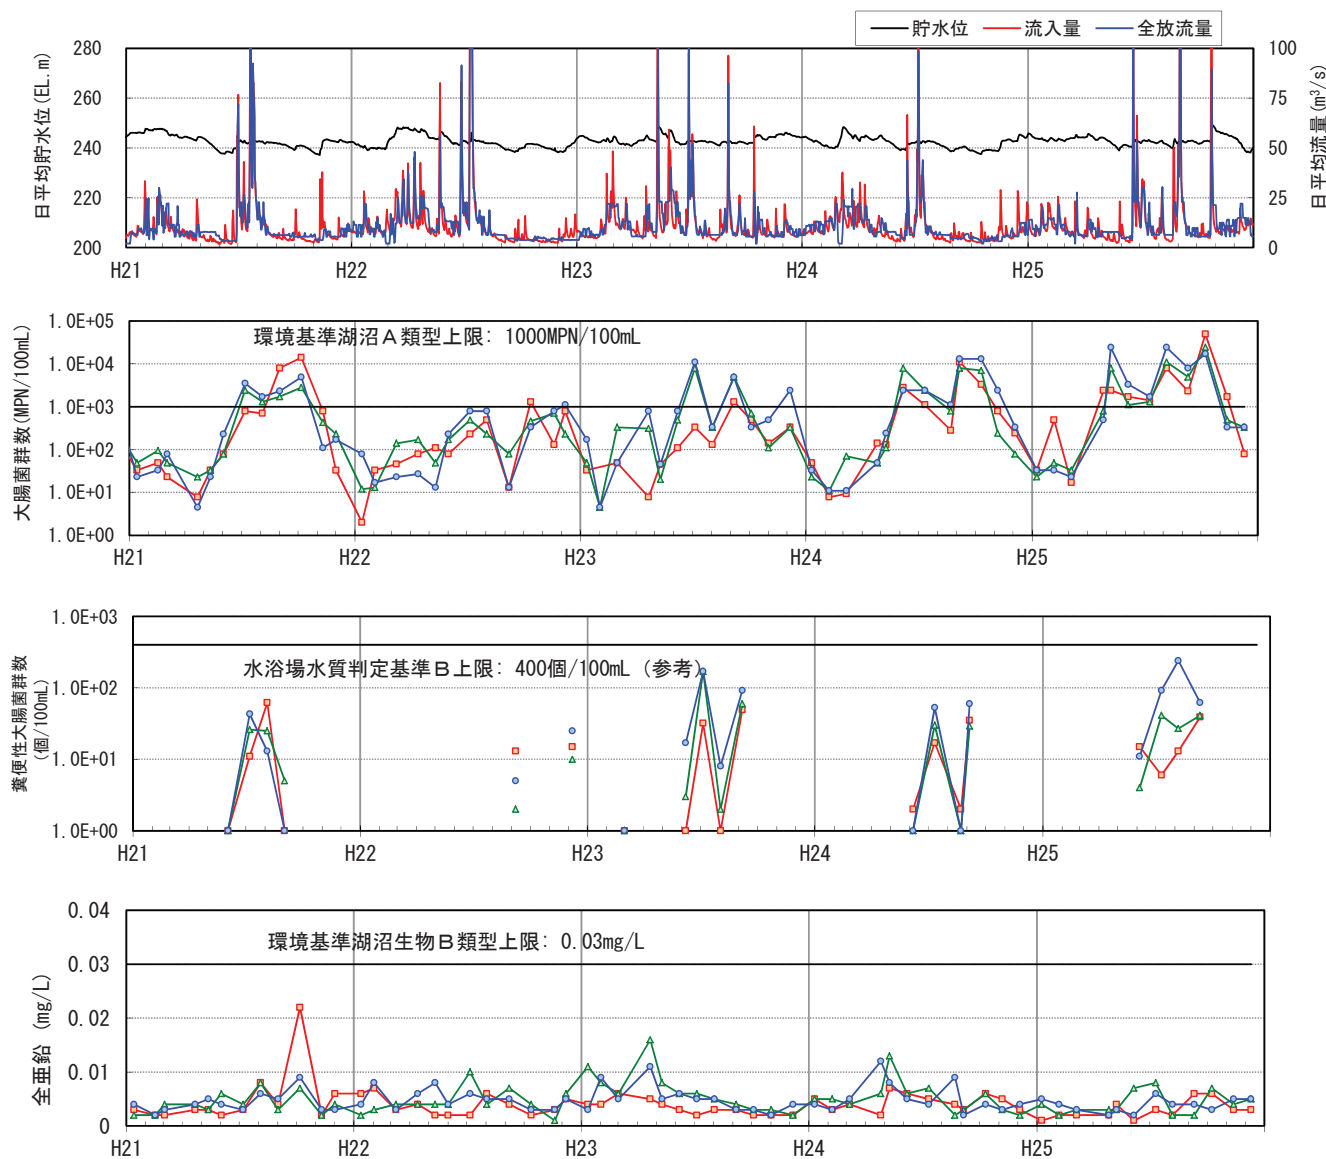 貯水位 流入量 全放流量
日平均貯水位(EL.m)
280
260
240
220
200
100
75
50
25
0
日平均流量(m³/s)
H21 H22 H23 H24 H25
大腸菌群数(MPN/100mL)
環境基準湖沼A類型上限: 1000MPN/100mL
1.0E+05
1.0E+04
1.0E+03
1.0E+02
1.0E+01
1.0E+00
H21 H22 H23 H24 H25
糞便性大腸菌群数
(個/100mL)
1.0E+03
水浴場水質判定基準B上限: 400個/100mL (参考)
1.0E+02
1.0E+01
1.0E+00
H21 H22 H23 H24 H25
全亜鉛 (mg/L)
0.04
環境基準湖沼生物B類型上限: 0.03mg/L
0.03
0.02
0.01
0
H21 H22 H23 H24 H25